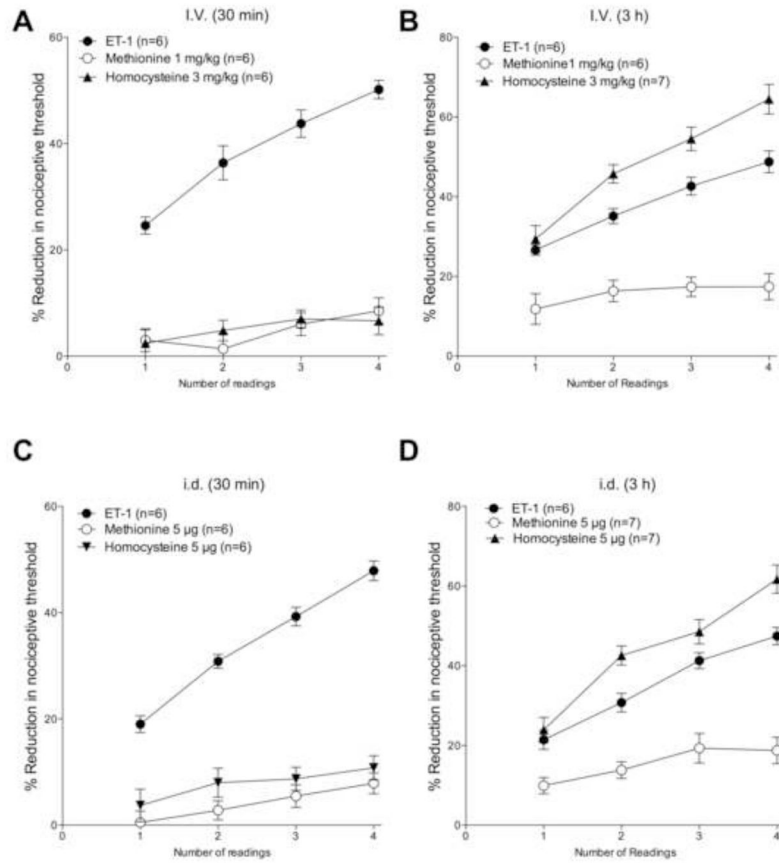 A
I.V. (30 min)
ET-1 (n=6)
Methionine 1 mg/kg (n=6)
Homocysteine 3 mg/kg (n=6)
% Reduction in nociceptive threshold
60
40
20
0
0 1 2 3 4
Number of readings
B
I.V. (3 h)
ET-1 (n=6)
Methionine1 mg/kg (n=6)
Homocysteine 3 mg/kg (n=7)
% Reduction in nociceptive threshold
80
60
40
20
0
0 1 2 3 4
Number of Readings
C
i.d. (30 min)
ET-1 (n=6)
Methionine 5 µg (n=6)
Homocysteine 5 µg (n=6)
% Reduction in nociceptive threshold
60
40
20
0
0 1 2 3 4
Number of readings
D
i.d. (3 h)
ET-1 (n=6)
Methionine 5 µg (n=7)
Homocysteine 5 µg (n=7)
% Reduction in nociceptive threshold
80
60
40
20
0
0 1 2 3 4
Number of readings